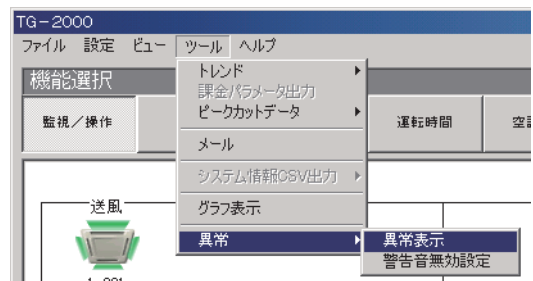 TG-2000
ファイル 設定 ビュー ツール ヘルプ
機能選択
監視／操作
運転時間
トレンド
課金パラメータ出力
ピークカットデータ
メール
システム情報CSV出力
グラフ表示
異常
異常表示
警告音無効設定
送風